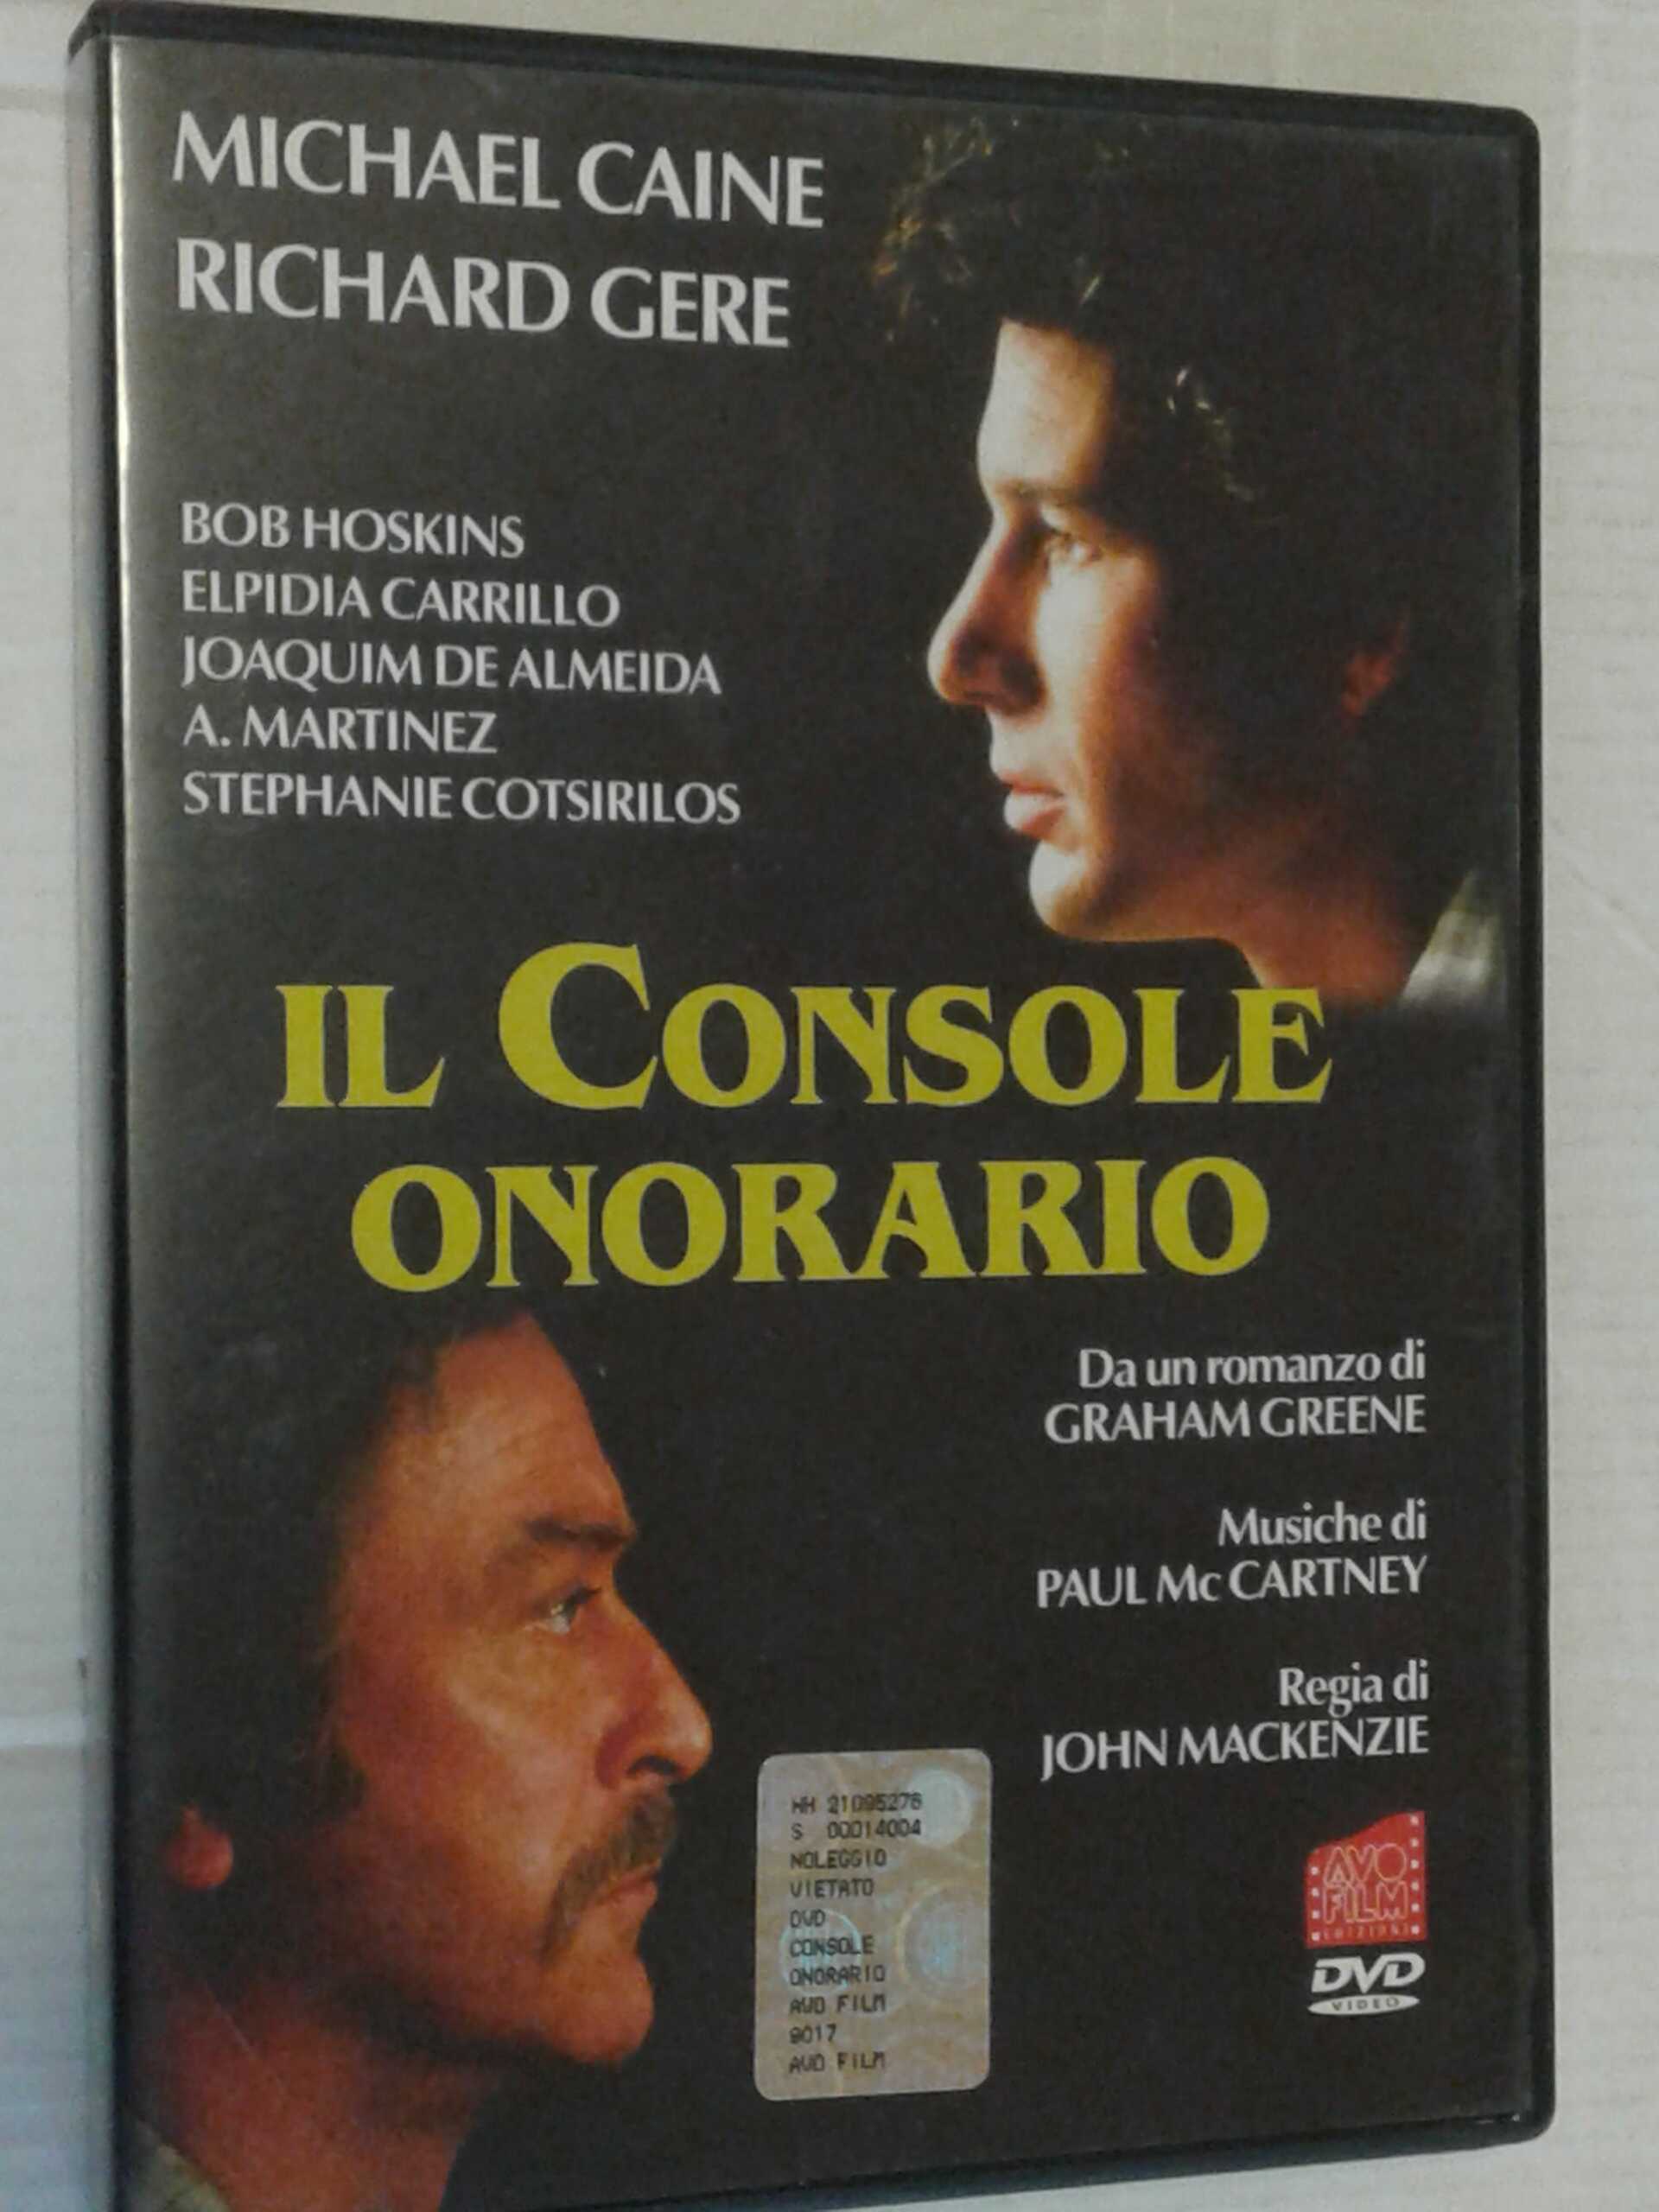 MICHAEL CAINE
RICHARD GERE
BOB HOSKINS
ELPIDIA CARRILLO
JOAQUIM DE ALMEIDA
A. MARTINEZ
STEPHANIE COTSIRILOS
IL CONSOLE
ONORARIO
Da un romanzo di
GRAHAM GREENE
Musiche di
PAUL Mc CARTNEY
Regia di
JOHN MACKENZIE
WH 21095276
S 00014004
NOLEGGIO
VIETATO
DVD
CONSOLE
ONORARIO
AVO FILM
9017
AVO FILM
AVO
FILM
EDIZIONI
DVD
VIDEO